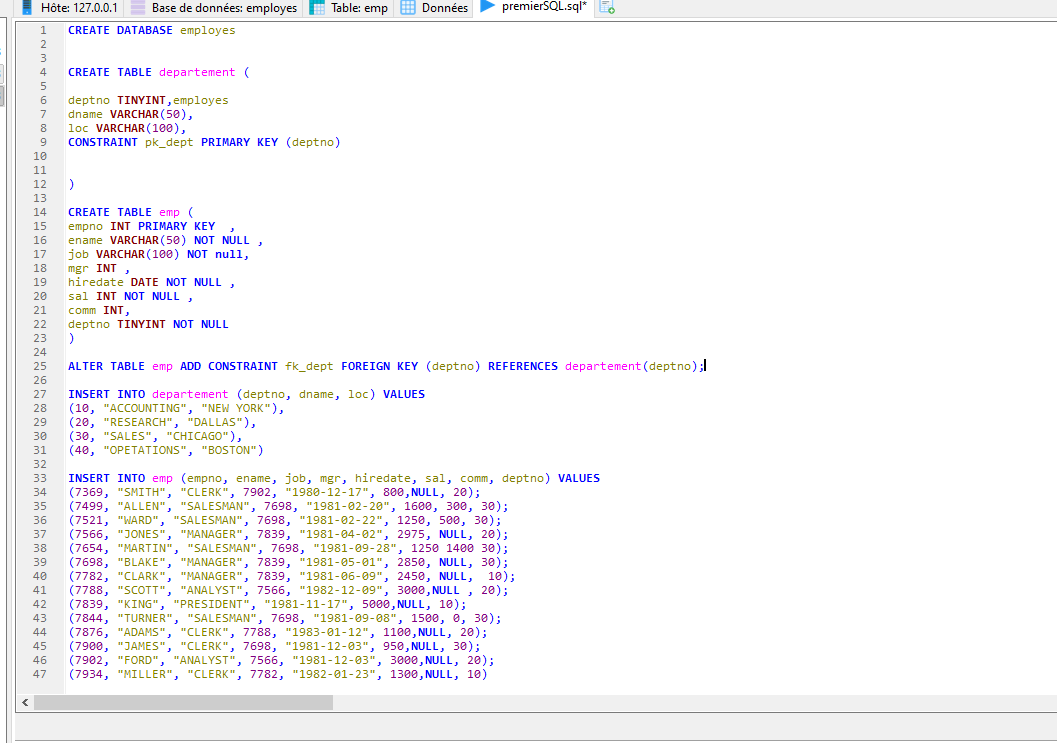 Hôte: 127.0.0.1 Base de données: employes Table: emp Données premierSQL.sql*
1 CREATE DATABASE employes
2
3
4 CREATE TABLE departement (
5
6 deptno TINYINT,employes
7 dname VARCHAR(50),
8 loc VARCHAR(100),
9 CONSTRAINT pk_dept PRIMARY KEY (deptno)
10
11
12 )
13
14 CREATE TABLE emp (
15 empno INT PRIMARY KEY  ,
16 ename VARCHAR(50) NOT NULL ,
17 job VARCHAR(100) NOT null,
18 mgr INT ,
19 hiredate DATE NOT NULL ,
20 sal INT NOT NULL ,
21 comm INT,
22 deptno TINYINT NOT NULL
23 )
24
25 ALTER TABLE emp ADD CONSTRAINT fk_dept FOREIGN KEY (deptno) REFERENCES departement(deptno);
26
27 INSERT INTO departement (deptno, dname, loc) VALUES
28 (10, "ACCOUNTING", "NEW YORK"),
29 (20, "RESEARCH", "DALLAS"),
30 (30, "SALES", "CHICAGO"),
31 (40, "OPETATIONS", "BOSTON")
32
33 INSERT INTO emp (empno, ename, job, mgr, hiredate, sal, comm, deptno) VALUES
34 (7369, "SMITH", "CLERK", 7902, "1980-12-17", 800,NULL, 20);
35 (7499, "ALLEN", "SALESMAN", 7698, "1981-02-20", 1600, 300, 30);
36 (7521, "WARD", "SALESMAN", 7698, "1981-02-22", 1250, 500, 30);
37 (7566, "JONES", "MANAGER", 7839, "1981-04-02", 2975, NULL, 20);
38 (7654, "MARTIN", "SALESMAN", 7698, "1981-09-28", 1250 1400 30);
39 (7698, "BLAKE", "MANAGER", 7839, "1981-05-01", 2850, NULL, 30);
40 (7782, "CLARK", "MANAGER", 7839, "1981-06-09", 2450, NULL,  10);
41 (7788, "SCOTT", "ANALYST", 7566, "1982-12-09", 3000,NULL , 20);
42 (7839, "KING", "PRESIDENT", "1981-11-17", 5000,NULL, 10);
43 (7844, "TURNER", "SALESMAN", 7698, "1981-09-08", 1500, 0, 30);
44 (7876, "ADAMS", "CLERK", 7788, "1983-01-12", 1100,NULL, 20);
45 (7900, "JAMES", "CLERK", 7698, "1981-12-03", 950,NULL, 30);
46 (7902, "FORD", "ANALYST", 7566, "1981-12-03", 3000,NULL, 20);
47 (7934, "MILLER", "CLERK", 7782, "1982-01-23", 1300,NULL, 10)